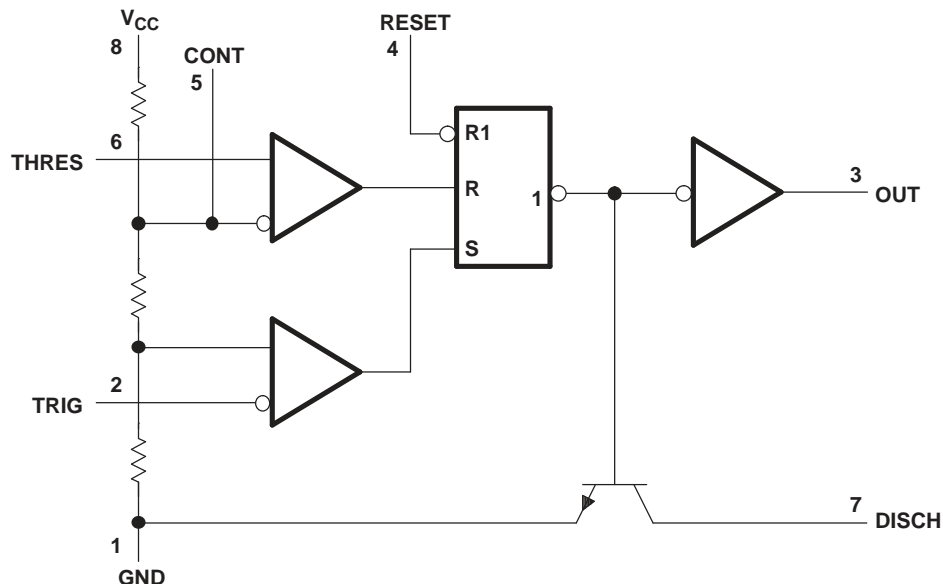 VCC
8
CONT
5
RESET
4
THRES
6
R1
R
1
S
3
OUT
TRIG
2
7
DISCH
1
GND